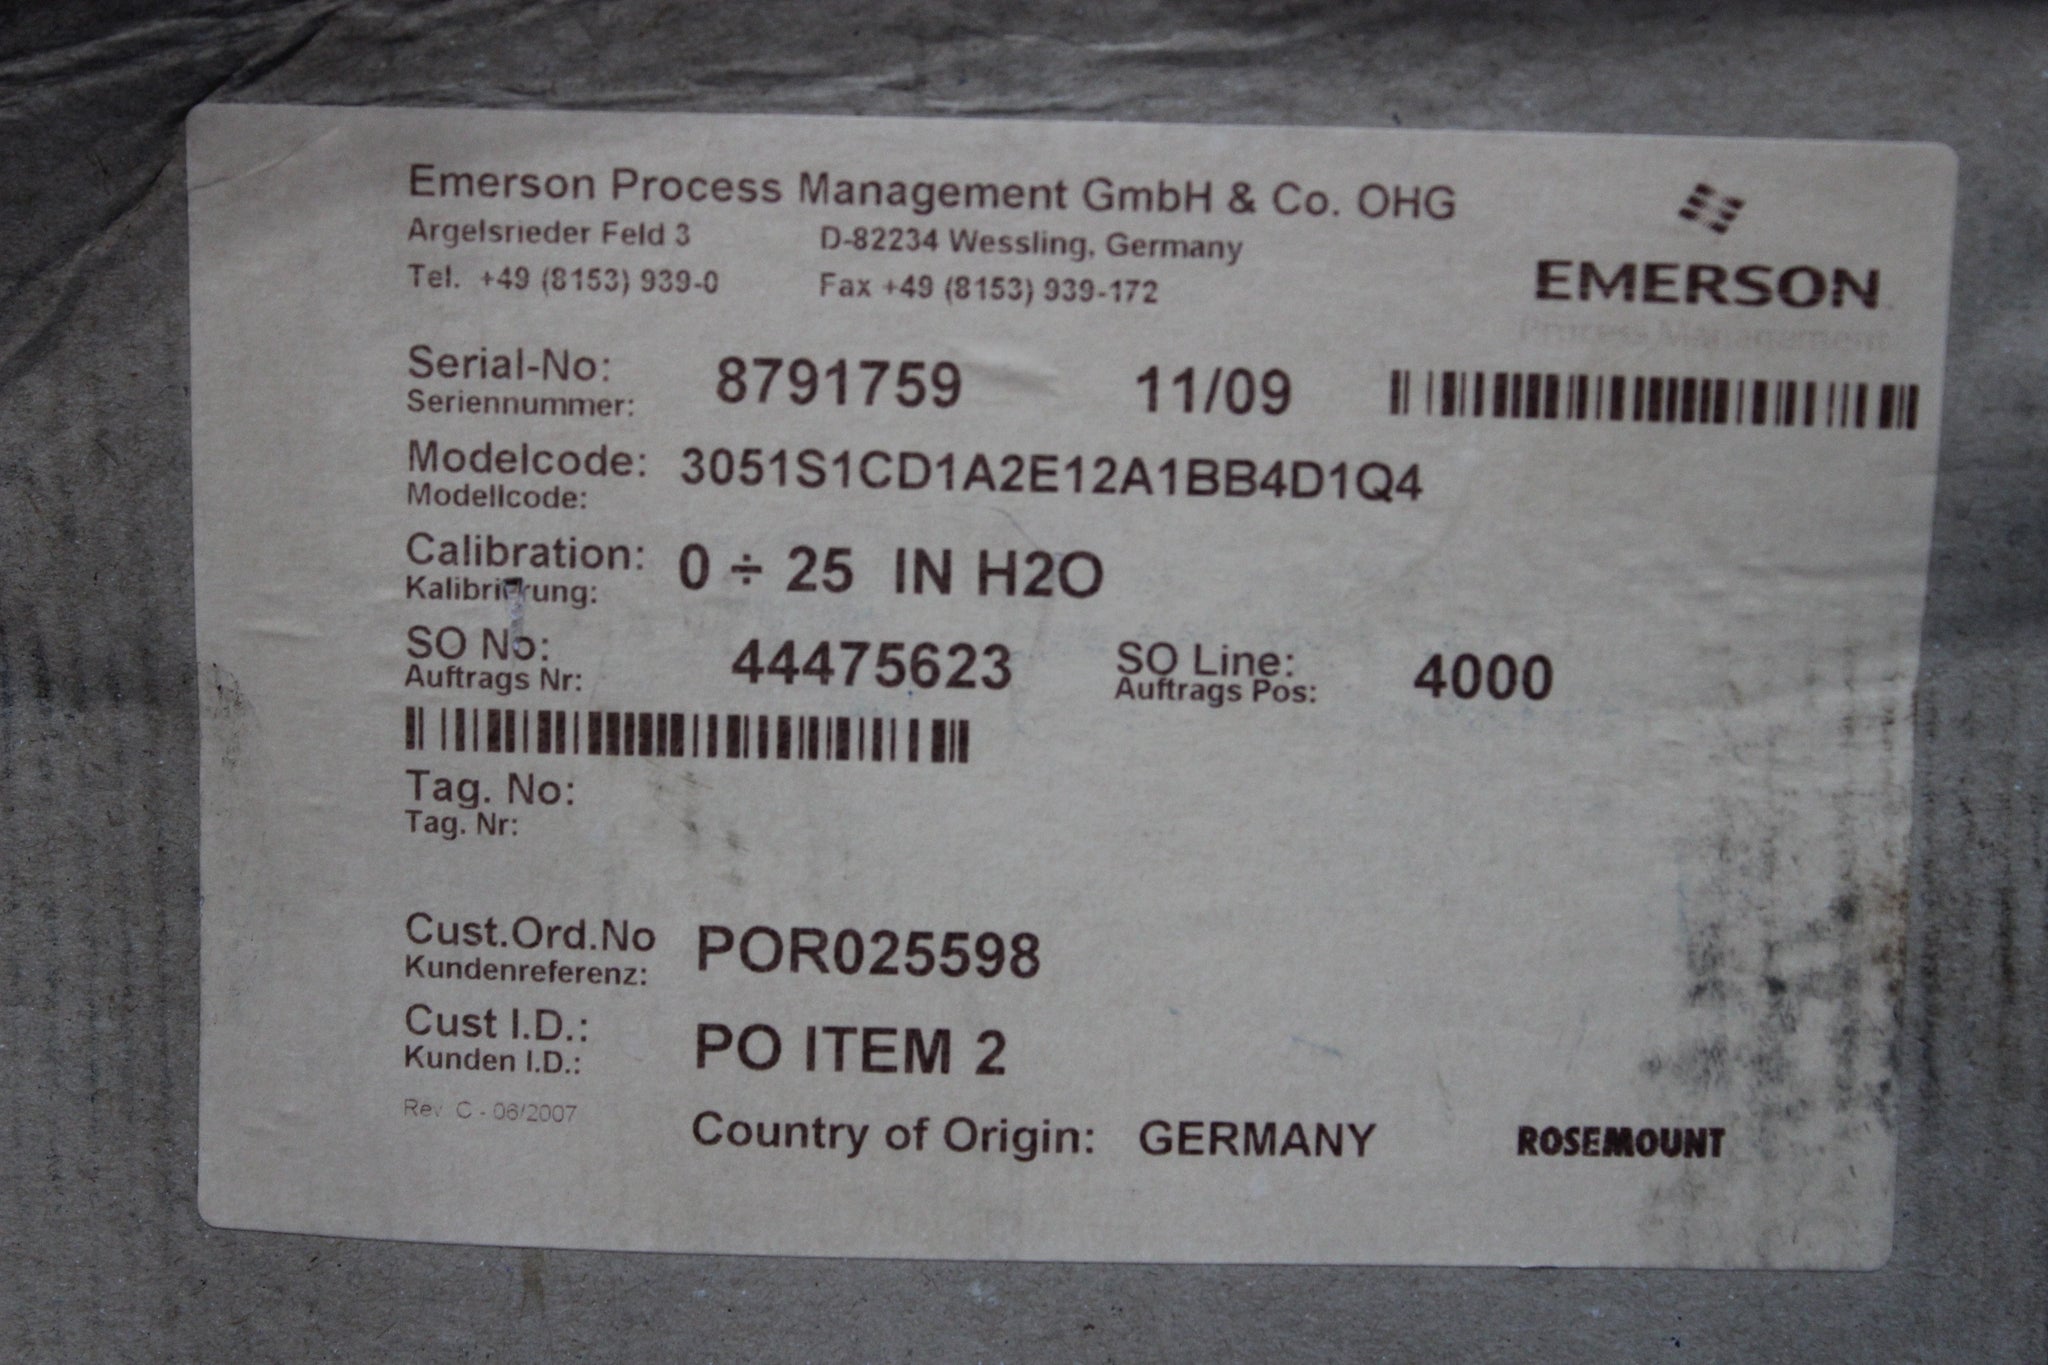 Emerson Process Management GmbH & Co. OHG
Argelsrieder Feld 3 D-82234 Wessling, Germany
Tel. +49 (8153) 939-0 Fax +49 (8153) 939-172
EMERSON
Process Management
Serial-No: 8791759 11/09
Seriennummer:
Modelcode: 3051S1CD1A2E12A1BB4D1Q4
Modellcode:
Calibration: 0 ÷ 25 IN H2O
Kalibrierung:
SO No: 44475623 SO Line: 4000
Auftrags Nr: Auftrags Pos:
Tag. No:
Tag. Nr:
Cust.Ord.No POR025598
Kundenreferenz:
Cust I.D.: PO ITEM 2
Kunden I.D.:
Rev C - 06/2007
Country of Origin: GERMANY ROSEMOUNT